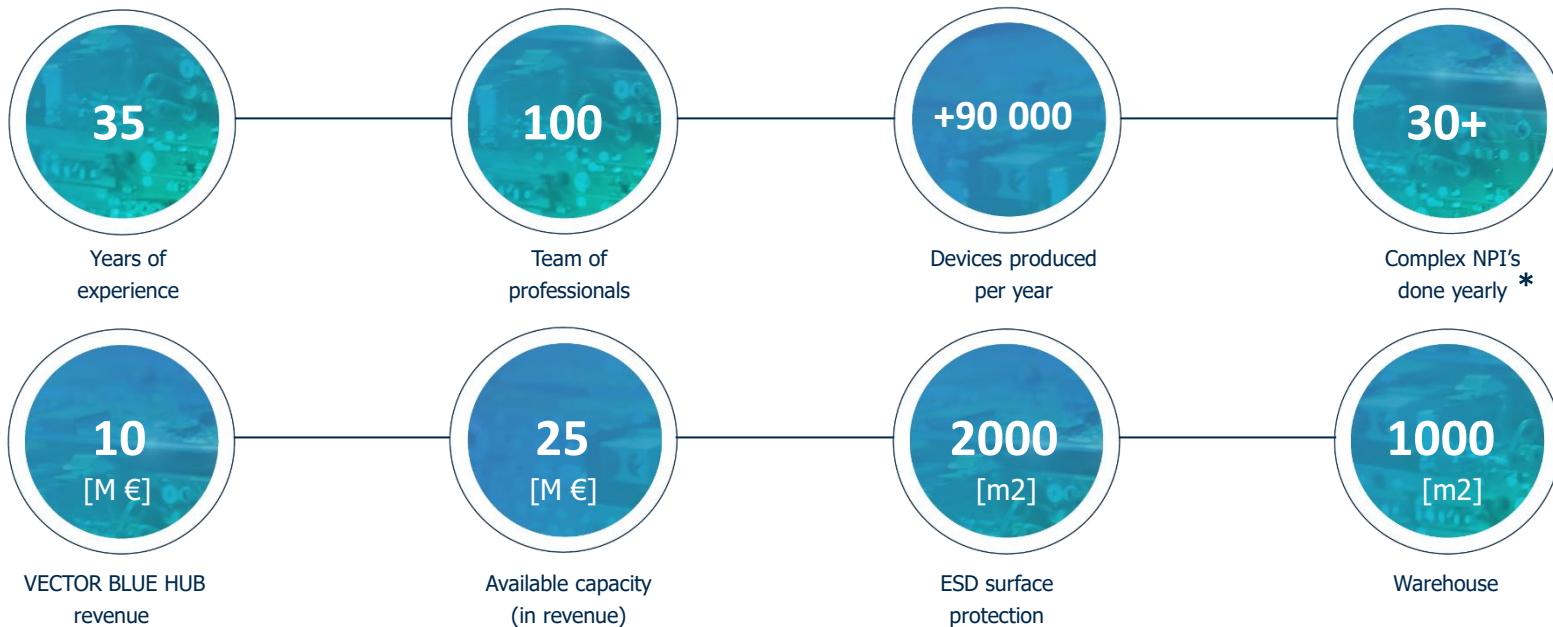 35
Years of
experience
100
Team of
professionals
+90 000
Devices produced
per year
30+
Complex NPI's
done yearly *
10
[M €]
VECTOR BLUE HUB
revenue
25
[M €]
Available capacity
(in revenue)
2000
[m2]
ESD surface
protection
1000
[m2]
Warehouse